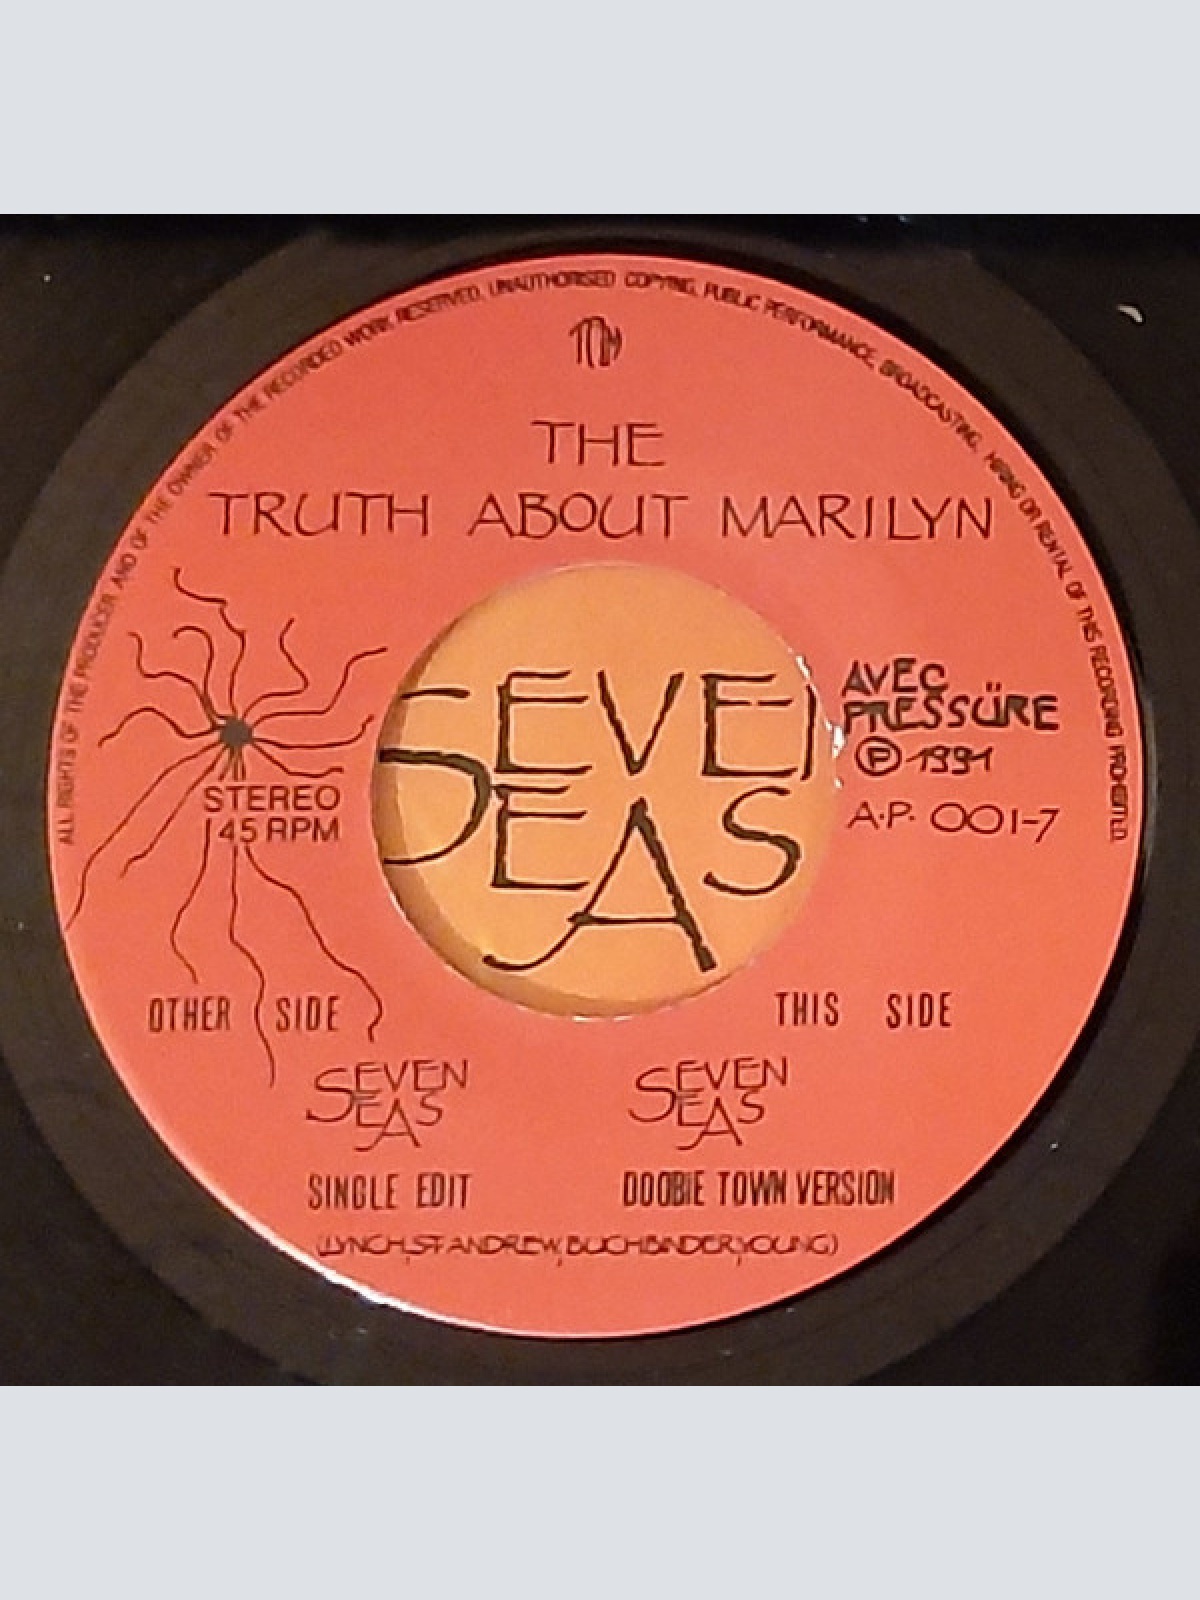 ALL RIGHTS OF THE PRODUCER AND OF THE OWNER OF THE RECORDED WORK RESERVED. UNAUTHORISED COPYING, PUBLIC PERFORMANCE, BROADCASTING, HIRING OR RENTAL OF THIS RECORDING PROHIBITED.
THE
TRUTH ABOUT MARILYN
SEVEN
SEAS
AVEC
PRESSÜRE
Ⓟ 1991
A.P. 001-7
STEREO
45 RPM
OTHER SIDE
THIS SIDE
SEVEN
SEAS
SEVEN
SEAS
SINGLE EDIT
DOOBIE TOWN VERSION
(LYNCH, ST. ANDREW, BUCHBINDER, YOUNG)